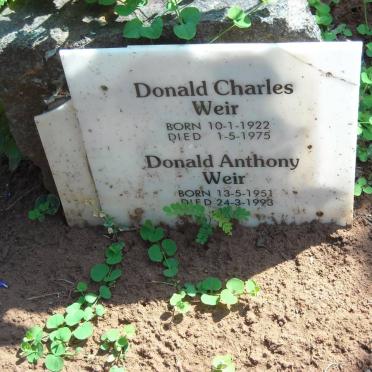 Donald Charles
Weir
BORN 10-1-1922
DIED 1-5-1975
Donald Anthony
Weir
BORN 13-5-1951
DIED 24-3-1993